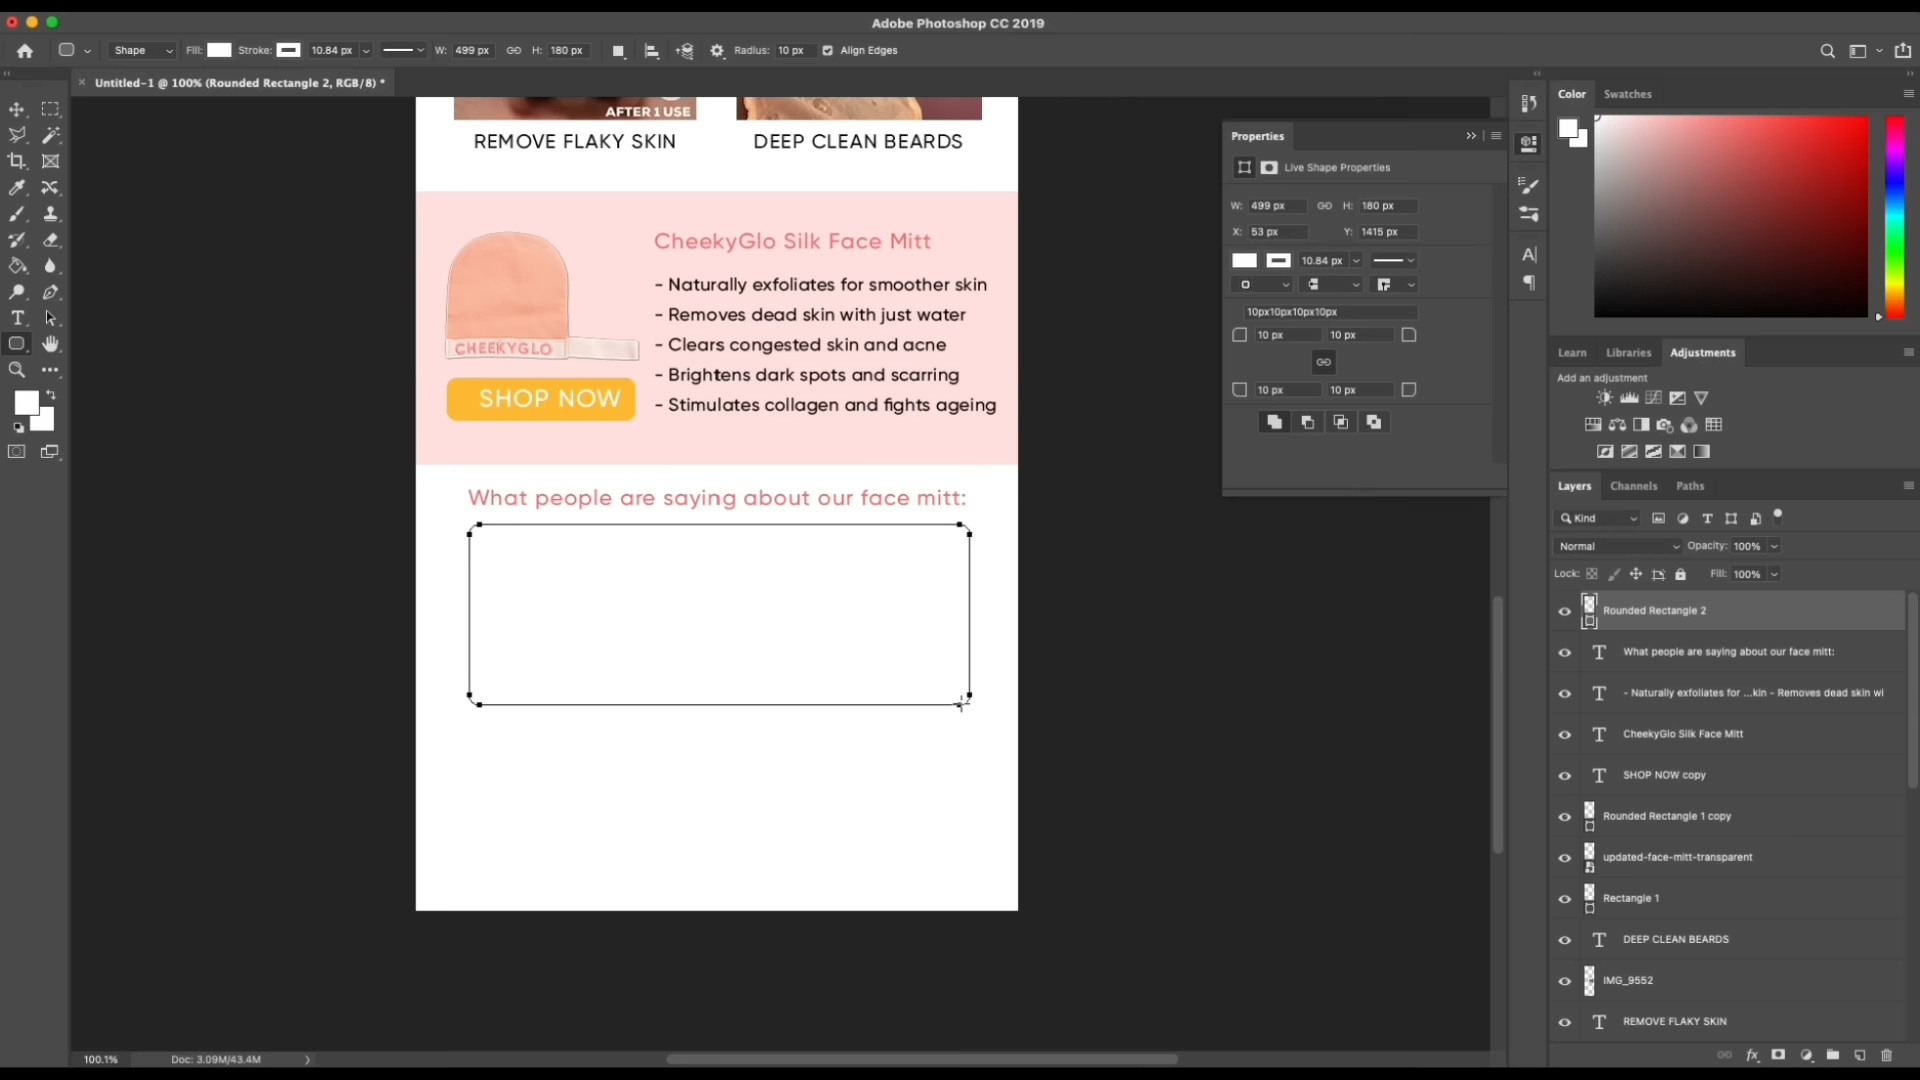 Adobe Photoshop CC 2019
Shape Fill: Stroke: 10.84 px W: 499 px H: 180 px Radius: 10 px Align Edges
Untitled-1 @ 100% (Rounded Rectangle 2, RGB/8) *
AFTER 1 USE
REMOVE FLAKY SKIN DEEP CLEAN BEARDS
CheekyGlo Silk Face Mitt
- Naturally exfoliates for smoother skin
- Removes dead skin with just water
- Clears congested skin and acne
- Brightens dark spots and scarring
- Stimulates collagen and fights ageing
CHEEKYGLO
SHOP NOW
What people are saying about our face mitt:
Properties
Live Shape Properties
W: 499 px H: 180 px
X: 53 px Y: 1415 px
10.84 px
10px10px10px10px
10 px 10 px
10 px 10 px
Color Swatches
Learn Libraries Adjustments
Add an adjustment
Layers Channels Paths
Kind
Normal Opacity: 100%
Lock: Fill: 100%
Rounded Rectangle 2
What people are saying about our face mitt:
- Naturally exfoliates for ...kin - Removes dead skin wi
CheekyGlo Silk Face Mitt
SHOP NOW copy
Rounded Rectangle 1 copy
updated-face-mitt-transparent
Rectangle 1
DEEP CLEAN BEARDS
IMG_9552
REMOVE FLAKY SKIN
100.1% Doc: 3.09M/43.4M